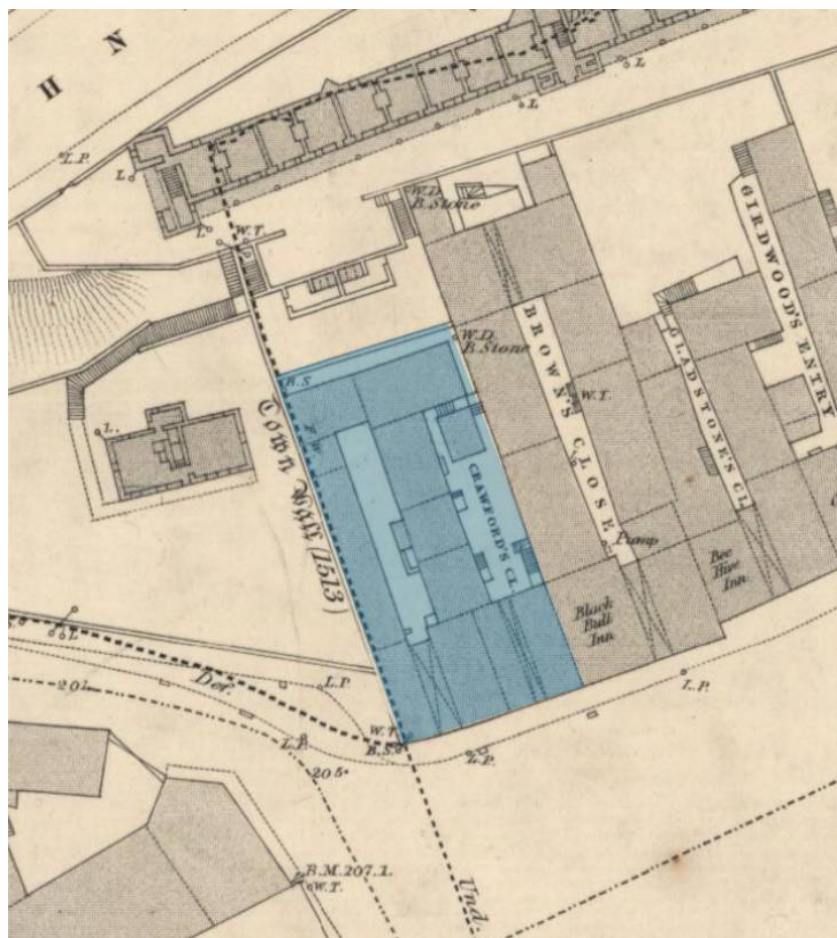 H N
L
L
L.P.
L
L
W.D.
B.Stone
W.T.
GIRDWOOD'S ENTRY
W.D.
B.Stone
BROWN'S CLOSE
GLADSTONE'S CL.
B.S
F.W.
W.T.
L.
Town Wall (1513)
CRAWFORD'S CL.
Pump
Bee
Hive
Inn
Black
Bull
Inn
L
Def.
201.
L.P.
L.P.
W.T.
B.S.
L.P.
L.P.
205.
B.M.207.1.
W.T.
Und.